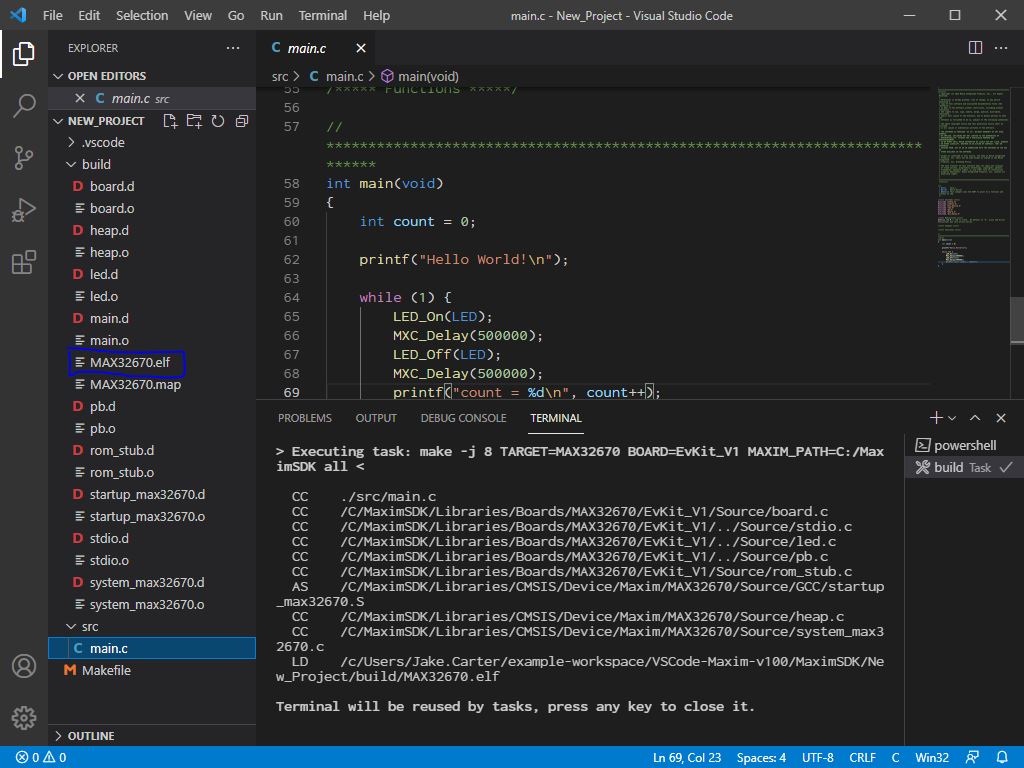 File Edit Selection View Go Run Terminal Help main.c - New_Project - Visual Studio Code
EXPLORER
OPEN EDITORS
main.c src
NEW_PROJECT
.vscode
build
D board.d
board.o
D heap.d
heap.o
D led.d
led.o
D main.d
main.o
MAX32670.elf
MAX32670.map
D pb.d
pb.o
D rom_stub.d
rom_stub.o
D startup_max32670.d
startup_max32670.o
D stdio.d
stdio.o
D system_max32670.d
system_max32670.o
src
C main.c
M Makefile
OUTLINE
C main.c
src > C main.c > main(void)
55 /***** Functions *****/
56
57 //
************************************************************************
******
58 int main(void)
59 {
60 int count = 0;
61
62 printf("Hello World!\n");
63
64 while (1) {
65 LED_On(LED);
66 MXC_Delay(500000);
67 LED_Off(LED);
68 MXC_Delay(500000);
69 printf("count = %d\n", count++);
PROBLEMS OUTPUT DEBUG CONSOLE TERMINAL
> Executing task: make -j 8 TARGET=MAX32670 BOARD=EvKit_V1 MAXIM_PATH=C:/Max
imSDK all <
CC ./src/main.c
CC /C/MaximSDK/Libraries/Boards/MAX32670/EvKit_V1/Source/board.c
CC /C/MaximSDK/Libraries/Boards/MAX32670/EvKit_V1/../Source/stdio.c
CC /C/MaximSDK/Libraries/Boards/MAX32670/EvKit_V1/../Source/led.c
CC /C/MaximSDK/Libraries/Boards/MAX32670/EvKit_V1/../Source/pb.c
CC /C/MaximSDK/Libraries/Boards/MAX32670/EvKit_V1/Source/rom_stub.c
AS /C/MaximSDK/Libraries/CMSIS/Device/Maxim/MAX32670/Source/GCC/startup
_max32670.S
CC /C/MaximSDK/Libraries/CMSIS/Device/Maxim/MAX32670/Source/heap.c
CC /C/MaximSDK/Libraries/CMSIS/Device/Maxim/MAX32670/Source/system_max3
2670.c
LD /c/Users/Jake.Carter/example-workspace/VSCode-Maxim-v100/MaximSDK/Ne
w_Project/build/MAX32670.elf
Terminal will be reused by tasks, press any key to close it.
powershell
build Task
0 0 Ln 69, Col 23 Spaces: 4 UTF-8 CRLF C Win32